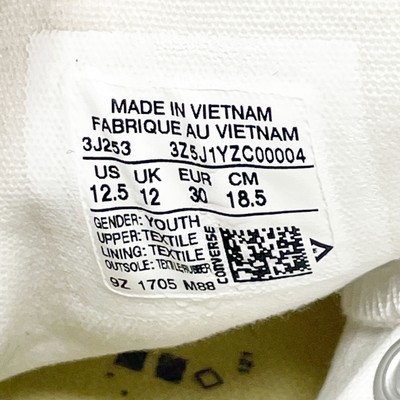 MADE IN VIETNAM
FABRIQUE AU VIETNAM
3J253 3Z5J1YZC00004
US UK EUR CM
12.5 12 30 18.5
GENDER: YOUTH
UPPER: TEXTILE
LINING: TEXTILE
OUTSOLE: TEXTILE/RUBBER
9Z 1705 M88
CONVERSE